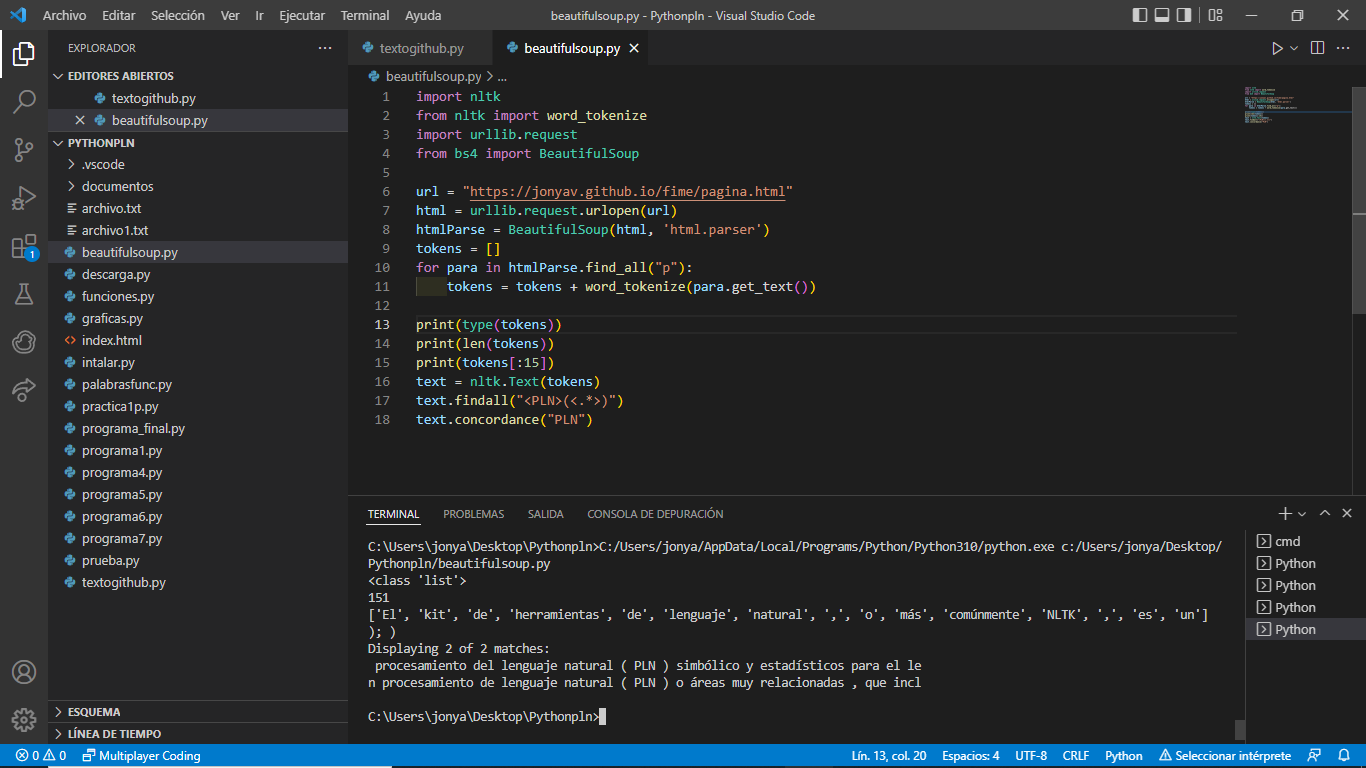 Archivo Editar Selección Ver Ir Ejecutar Terminal Ayuda beautifulsoup.py - Pythonpln - Visual Studio Code
EXPLORADOR ...
EDITORES ABIERTOS
textogithub.py
beautifulsoup.py
PYTHONPLN
.vscode
documentos
archivo.txt
archivo1.txt
beautifulsoup.py
descarga.py
funciones.py
graficas.py
index.html
intalar.py
palabrasfunc.py
practica1p.py
programa_final.py
programa1.py
programa4.py
programa5.py
programa6.py
programa7.py
prueba.py
textogithub.py
ESQUEMA
LÍNEA DE TIEMPO
1
textogithub.py beautifulsoup.py
beautifulsoup.py > ...
1 import nltk
2 from nltk import word_tokenize
3 import urllib.request
4 from bs4 import BeautifulSoup
5
6 url = "https://jonyav.github.io/fime/pagina.html"
7 html = urllib.request.urlopen(url)
8 htmlParse = BeautifulSoup(html, 'html.parser')
9 tokens = []
10 for para in htmlParse.find_all("p"):
11 tokens = tokens + word_tokenize(para.get_text())
12
13 print(type(tokens))
14 print(len(tokens))
15 print(tokens[:15])
16 text = nltk.Text(tokens)
17 text.findall("<PLN>(<.*>)")
18 text.concordance("PLN")
TERMINAL PROBLEMAS SALIDA CONSOLA DE DEPURACIÓN
C:\Users\jonya\Desktop\Pythonpln>C:/Users/jonya/AppData/Local/Programs/Python/Python310/python.exe c:/Users/jonya/Desktop/
Pythonpln/beautifulsoup.py
<class 'list'>
151
['El', 'kit', 'de', 'herramientas', 'de', 'lenguaje', 'natural', ',', 'o', 'más', 'comúnmente', 'NLTK', ',', 'es', 'un']
); )
Displaying 2 of 2 matches:
procesamiento del lenguaje natural ( PLN ) simbólico y estadísticos para el le
n procesamiento de lenguaje natural ( PLN ) o áreas muy relacionadas , que incl
C:\Users\jonya\Desktop\Pythonpln>
cmd
Python
Python
Python
Python
0 0 Multiplayer Coding Lín. 13, col. 20 Espacios: 4 UTF-8 CRLF Python Seleccionar intérprete